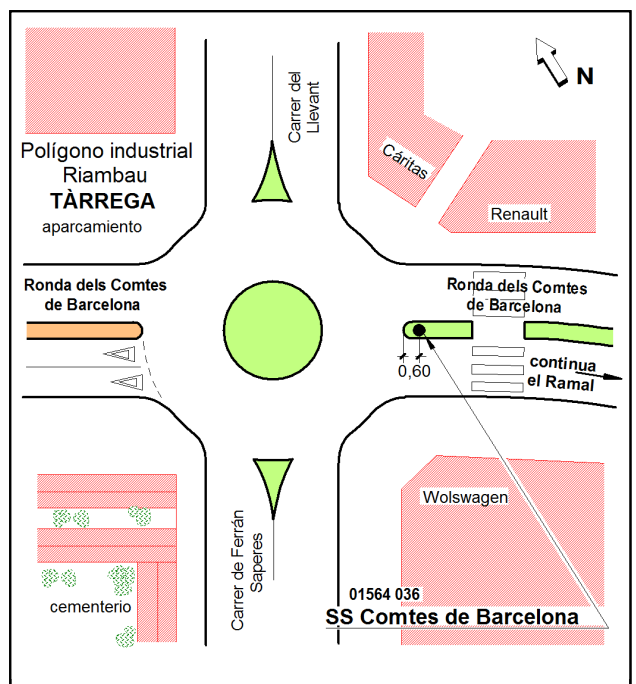 N
Carrer del
Llevant
Polígono industrial
Riambau
TÀRREGA
aparcamiento
Cáritas
Renault
Ronda dels Comtes
de Barcelona
Ronda dels Comtes
de Barcelona
0,60
continua
el Ramal
Wolswagen
Carrer de Ferrán
Saperes
cementerio
01564 036
SS Comtes de Barcelona